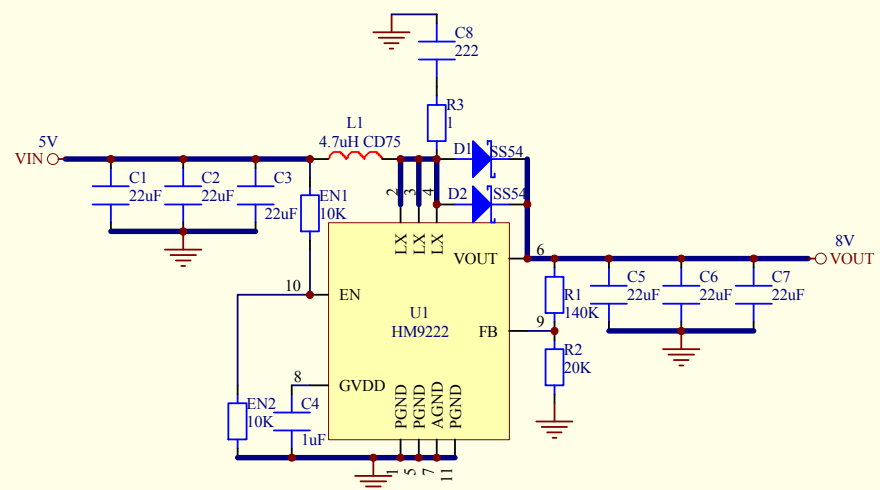 C8
222
R3
1
L1
4.7uH CD75
5V
VIN
D1
SS54
D2
SS54
C1
22uF
C2
22uF
C3
22uF
EN1
10K
2
3
4
LX
LX
LX
VOUT
6
8V
VOUT
10
EN
U1
HM9222
FB
9
R1
140K
R2
20K
C5
22uF
C6
22uF
C7
22uF
8
GVDD
EN2
10K
C4
1uF
PGND
PGND
AGND
PGND
1
5
7
11